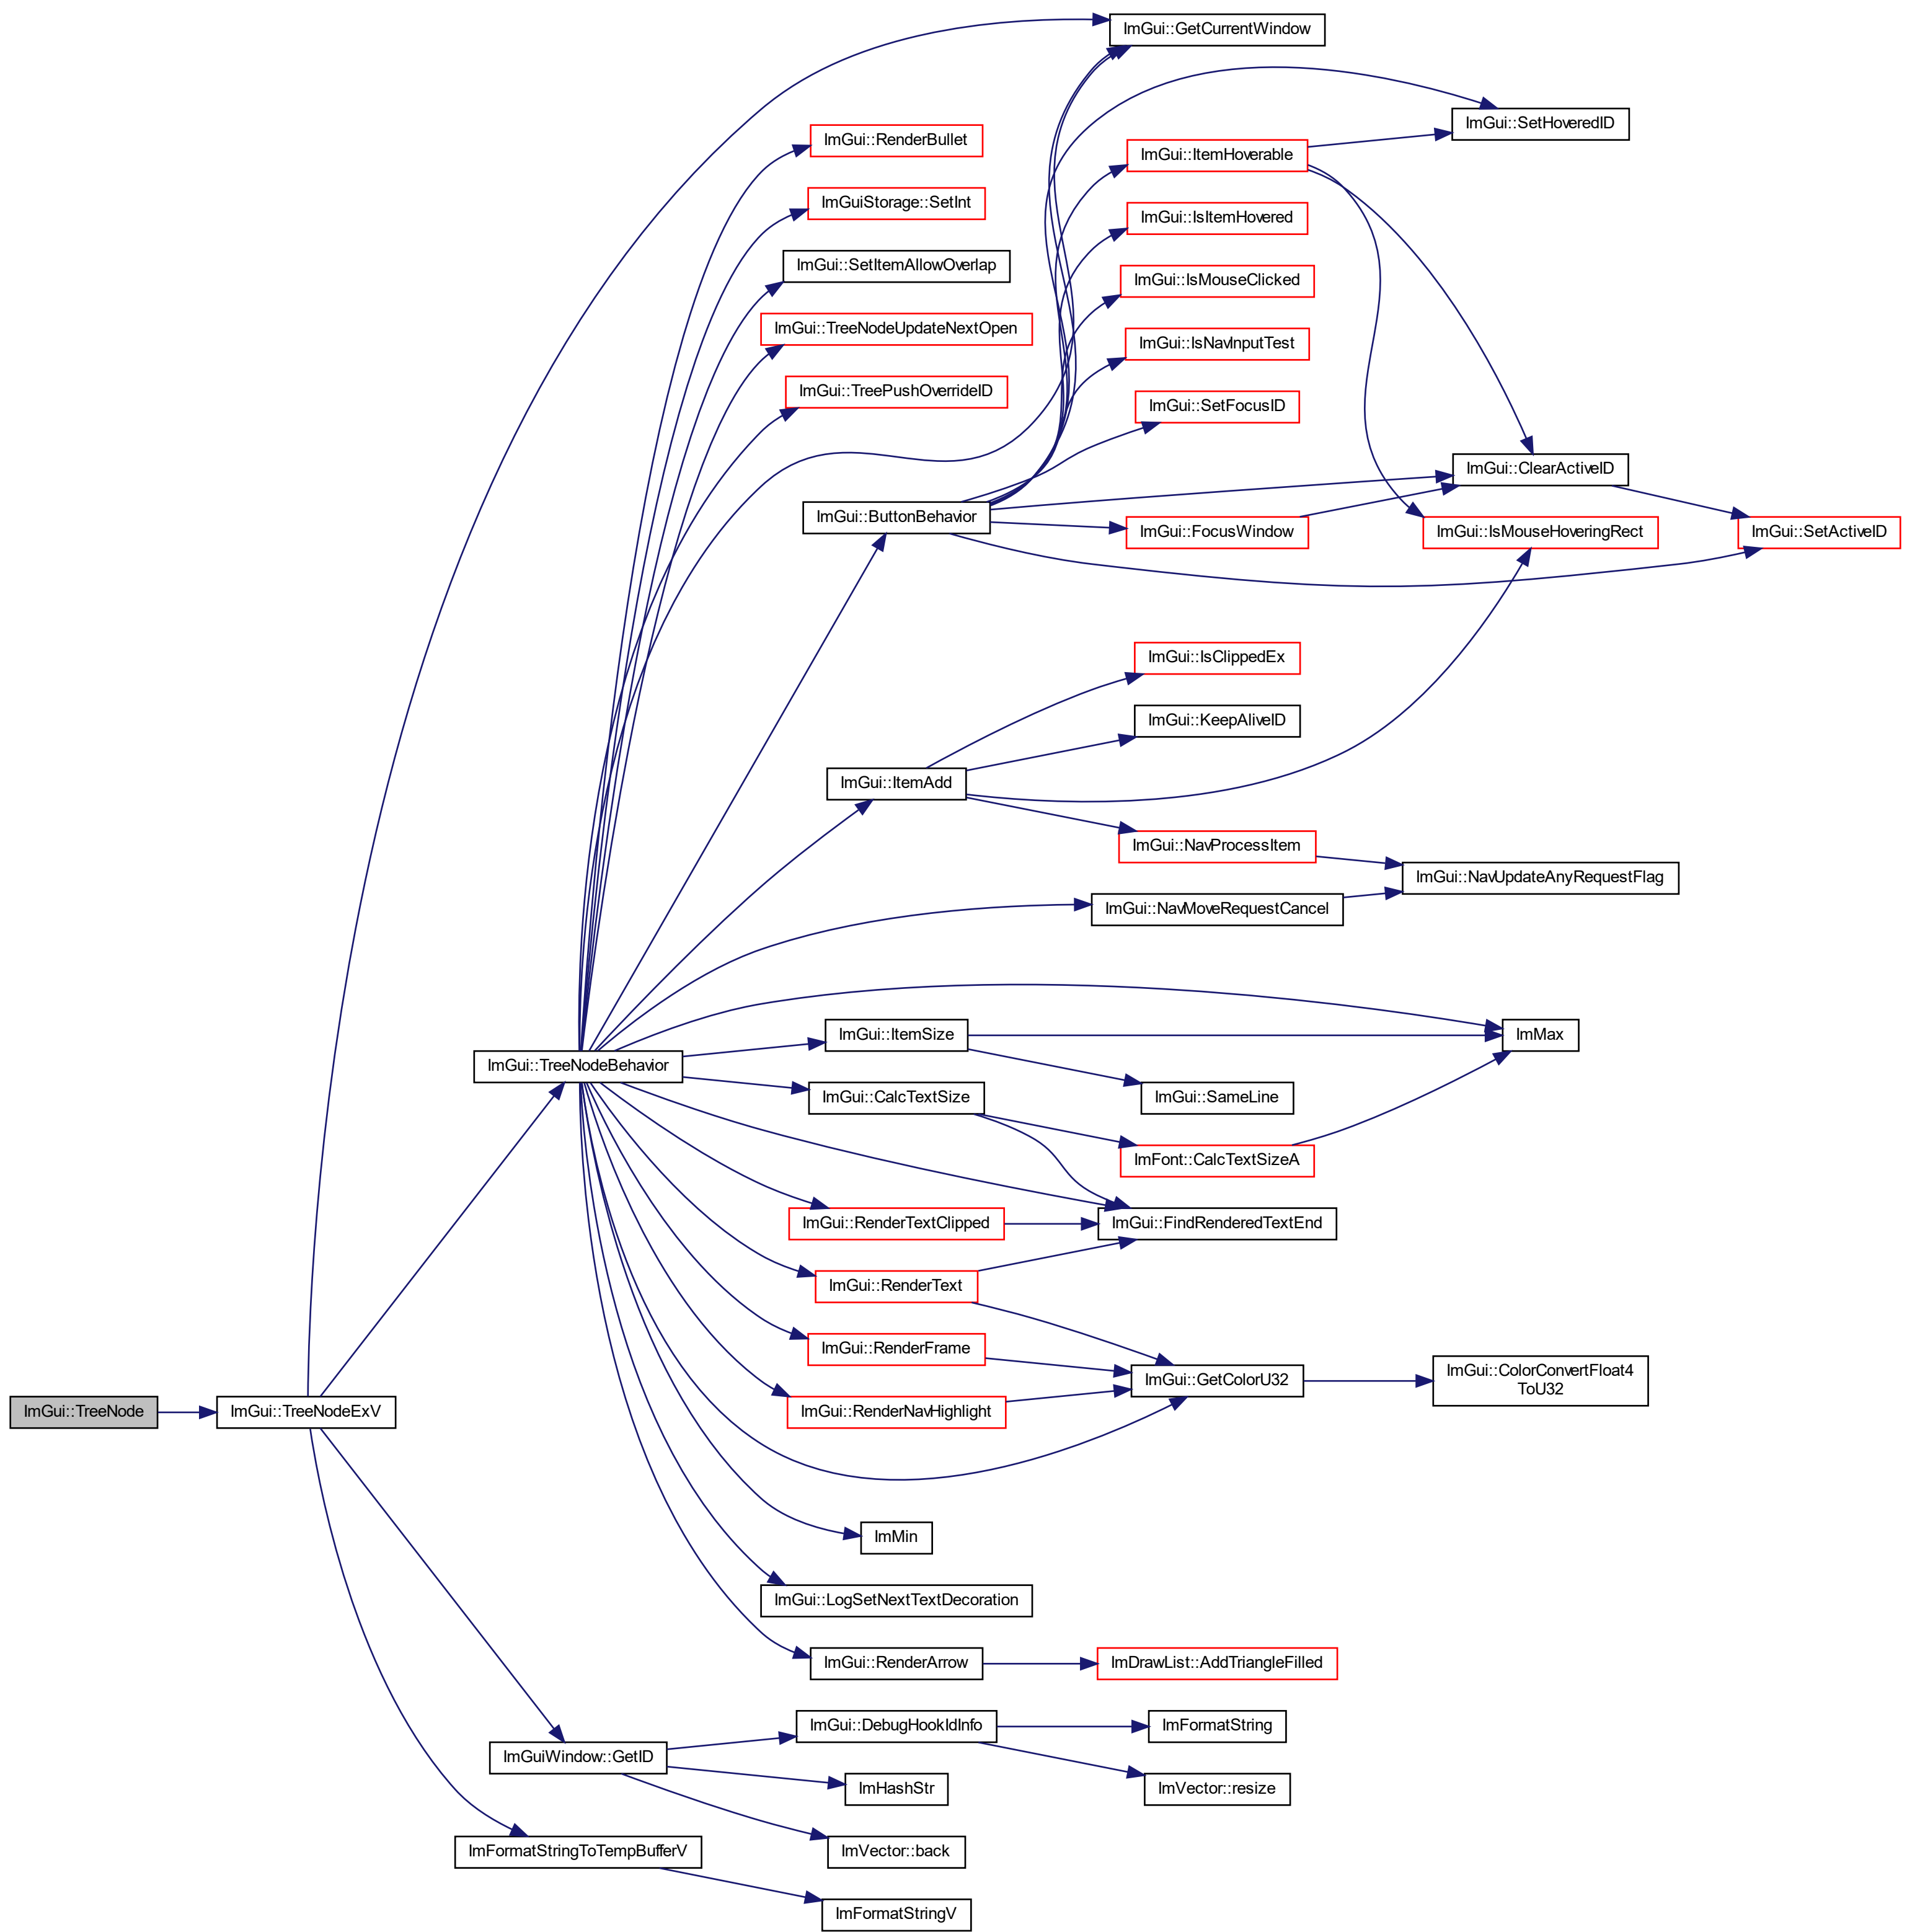 ImGui::GetCurrentWindow
ImGui::SetHoveredID
ImGui::RenderBullet
ImGui::ItemHoverable
ImGuiStorage::SetInt
ImGui::IsItemHovered
ImGui::SetItemAllowOverlap
ImGui::IsMouseClicked
ImGui::TreeNodeUpdateNextOpen
ImGui::IsNavInputTest
ImGui::TreePushOverrideID
ImGui::SetFocusID
ImGui::ClearActiveID
ImGui::ButtonBehavior
ImGui::FocusWindow
ImGui::IsMouseHoveringRect
ImGui::SetActiveID
ImGui::IsClippedEx
ImGui::KeepAliveID
ImGui::ItemAdd
ImGui::NavProcessItem
ImGui::NavUpdateAnyRequestFlag
ImGui::NavMoveRequestCancel
ImGui::ItemSize
ImMax
ImGui::TreeNodeBehavior
ImGui::CalcTextSize
ImGui::SameLine
ImFont::CalcTextSizeA
ImGui::RenderTextClipped
ImGui::FindRenderedTextEnd
ImGui::RenderText
ImGui::RenderFrame
ImGui::GetColorU32
ImGui::ColorConvertFloat4
ToU32
ImGui::TreeNode
ImGui::TreeNodeExV
ImGui::RenderNavHighlight
ImMin
ImGui::LogSetNextTextDecoration
ImGui::RenderArrow
ImDrawList::AddTriangleFilled
ImGui::DebugHookIdInfo
ImFormatString
ImGuiWindow::GetID
ImHashStr
ImVector::resize
ImFormatStringToTempBufferV
ImVector::back
ImFormatStringV